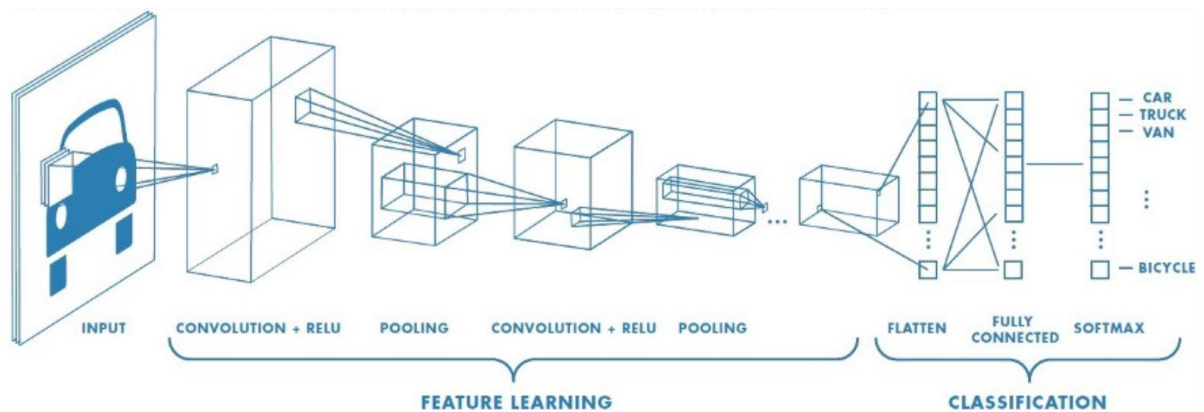 CAR
TRUCK
VAN
BICYCLE
INPUT
CONVOLUTION + RELU
POOLING
CONVOLUTION + RELU
POOLING
FLATTEN
FULLY
CONNECTED
SOFTMAX
FEATURE LEARNING
CLASSIFICATION